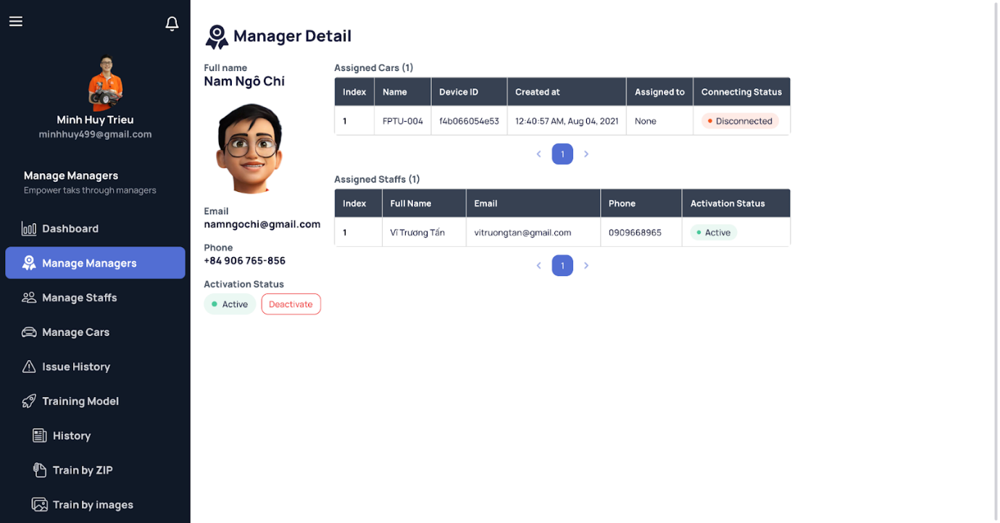 Minh Huy Trieu
minhhuy499@gmail.com
Manage Managers
Empower taks through managers
Dashboard
Manage Managers
Manage Staffs
Manage Cars
Issue History
Training Model
History
Train by ZIP
Train by images
Manager Detail
Full name
Nam Ngô Chí
Email
namngochi@gmail.com
Phone
+84 906 765-856
Activation Status
Active Deactivate
Assigned Cars (1)
Index Name Device ID Created at Assigned to Connecting Status
1 FPTU-004 f4b066054e53 12:40:57 AM, Aug 04, 2021 None Disconnected
1
Assigned Staffs (1)
Index Full Name Email Phone Activation Status
1 Vĩ Trương Tấn vitruongtan@gmail.com 0909668965 Active
1